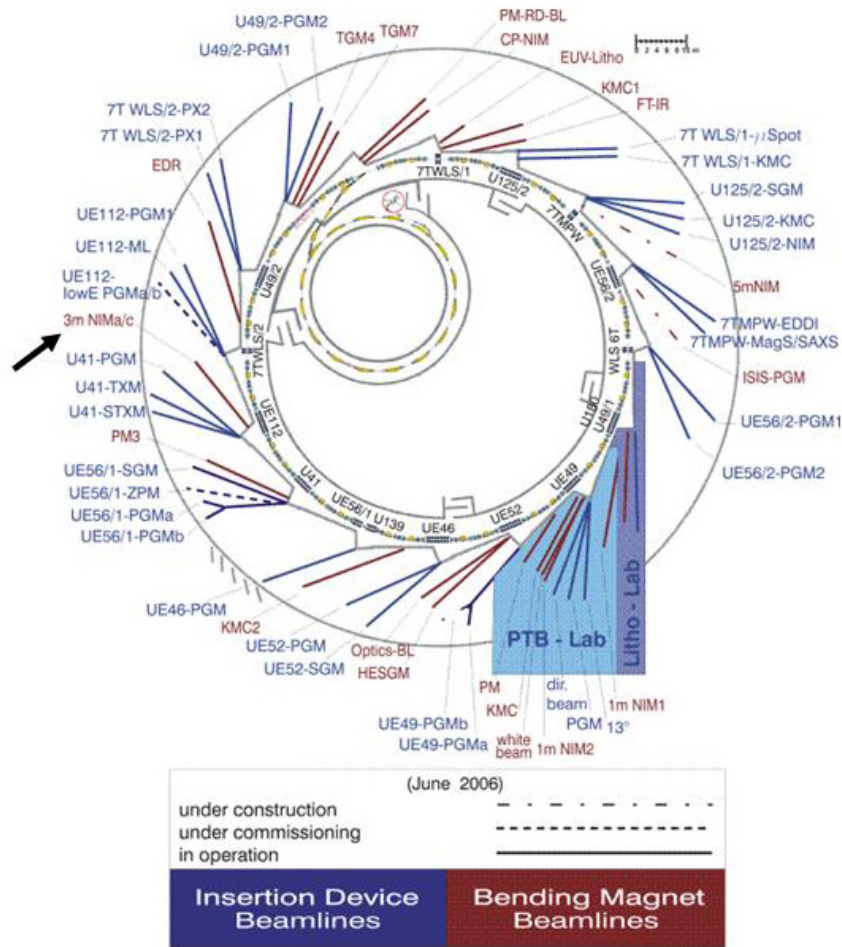 U49/2-PGM2
U49/2-PGM1
TGM4
TGM7
PM-RD-BL
CP-NIM
EUV-Litho
KMC1
FT-IR
0 2 4 6 8 10 m
7T WLS/2-PX2
7T WLS/2-PX1
EDR
UE112-PGM1
UE112-ML
UE112-
lowE PGMa/b
3m NIMa/c
U41-PGM
U41-TXM
U41-STXM
PM3
UE56/1-SGM
UE56/1-ZPM
UE56/1-PGMa
UE56/1-PGMb
UE46-PGM
KMC2
UE52-PGM
UE52-SGM
Optics-BL
HESGM
UE49-PGMb
UE49-PGMa
PM
KMC
white
beam
1m NIM2
dir.
beam
PGM
13°
1m NIM1
7T WLS/1-μSpot
7T WLS/1-KMC
U125/2-SGM
U125/2-KMC
U125/2-NIM
5mNIM
7TMPW-EDDI
7TMPW-MagS/SAXS
ISIS-PGM
UE56/2-PGM1
UE56/2-PGM2
7TWLS/1
U125/2
7TMPW
UE56/2
WLS 6T
U180
U49/1
UE49
UE52
UE46
U139
UE56/1
U41
UE112
7TWLS/2
U49/2
PTB - Lab
Litho - Lab
(June 2006)
under construction
under commissioning
in operation
Insertion Device
Beamlines
Bending Magnet
Beamlines